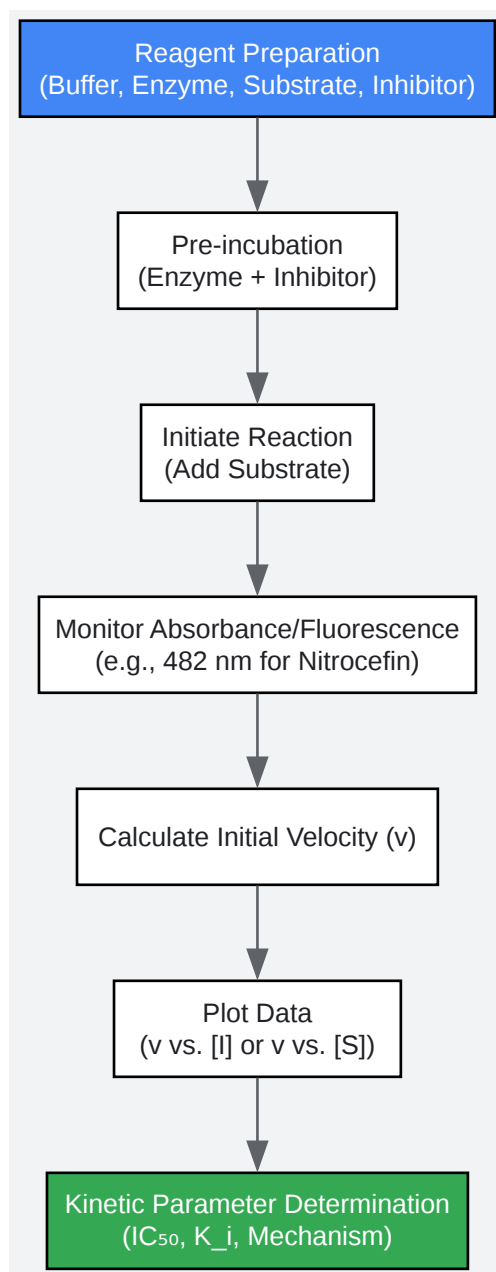 Reagent Preparation
(Buffer, Enzyme, Substrate, Inhibitor)
Pre-incubation
(Enzyme + Inhibitor)
Initiate Reaction
(Add Substrate)
Monitor Absorbance/Fluorescence
(e.g., 482 nm for Nitrocefin)
Calculate Initial Velocity (v)
Plot Data
(v vs. [I] or v vs. [S])
Kinetic Parameter Determination
(IC₅₀, K_i, Mechanism)